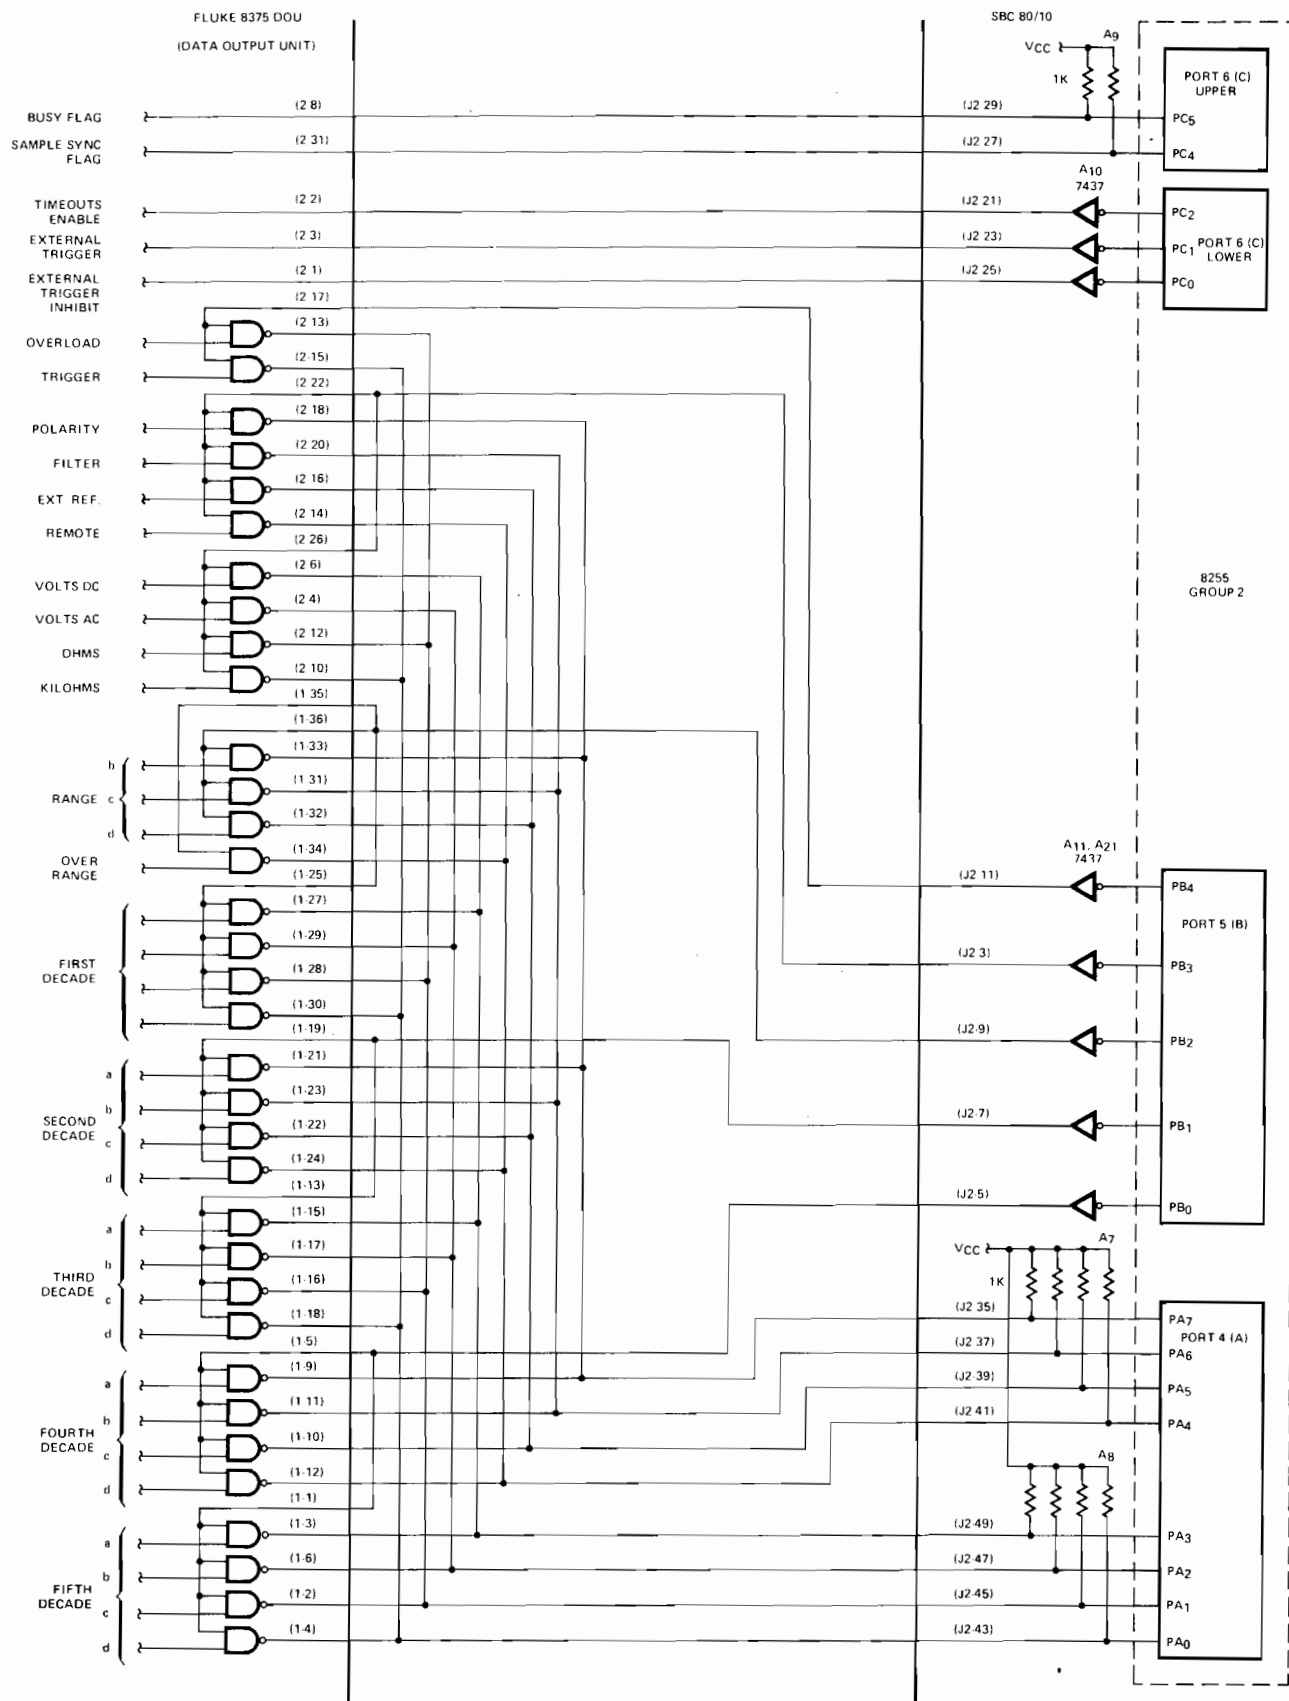 FLUKE 8375 DOU
(DATA OUTPUT UNIT)
SBC 80/10
VCC
A9
1K
PORT 6 (C)
UPPER
BUSY FLAG
(2 8)
(J2 29)
PC5
SAMPLE SYNC
FLAG
(2 31)
(J2 27)
PC4
A10
7437
TIMEOUTS
ENABLE
(2 2)
(J2 21)
PC2
EXTERNAL
TRIGGER
(2 3)
(J2 23)
PC1
PORT 6 (C)
LOWER
EXTERNAL
TRIGGER
INHIBIT
(2 1)
(J2 25)
PC0
(2 17)
OVERLOAD
(2 13)
TRIGGER
(2-15)
(2 22)
POLARITY
(2 18)
FILTER
(2 20)
EXT REF.
(2 16)
REMOTE
(2 14)
(2 26)
VOLTS DC
(2 6)
8255
GROUP 2
VOLTS AC
(2 4)
OHMS
(2 12)
KILOHMS
(2 10)
(1 35)
(1-36)
RANGE
b
(1-33)
c
(1 31)
d
(1-32)
OVER
RANGE
(1-34)
(1-25)
A11, A21
7437
(J2 11)
PB4
PORT 5 (B)
FIRST
DECADE
(1-27)
(1-29)
(J2 3)
PB3
(1 28)
(1-30)
(1-19)
(J2-9)
PB2
SECOND
DECADE
a
(1-21)
b
(1-23)
c
(1-22)
(J2-7)
PB1
d
(1-24)
(1-13)
THIRD
DECADE
a
(1-15)
(J2-5)
PB0
b
(1-17)
VCC
A7
1K
c
(1-16)
d
(1-18)
(J2 35)
PA7
PORT 4 (A)
(1-5)
(J2 37)
PA6
FOURTH
DECADE
a
(1-9)
(J2-39)
PA5
b
(1 11)
(J2 41)
PA4
c
(1-10)
A8
d
(1-12)
(1-1)
FIFTH
DECADE
a
(1-3)
(J2-49)
PA3
b
(1-6)
(J2-47)
PA2
c
(1-2)
(J2-45)
PA1
d
(1-4)
(J2-43)
PA0